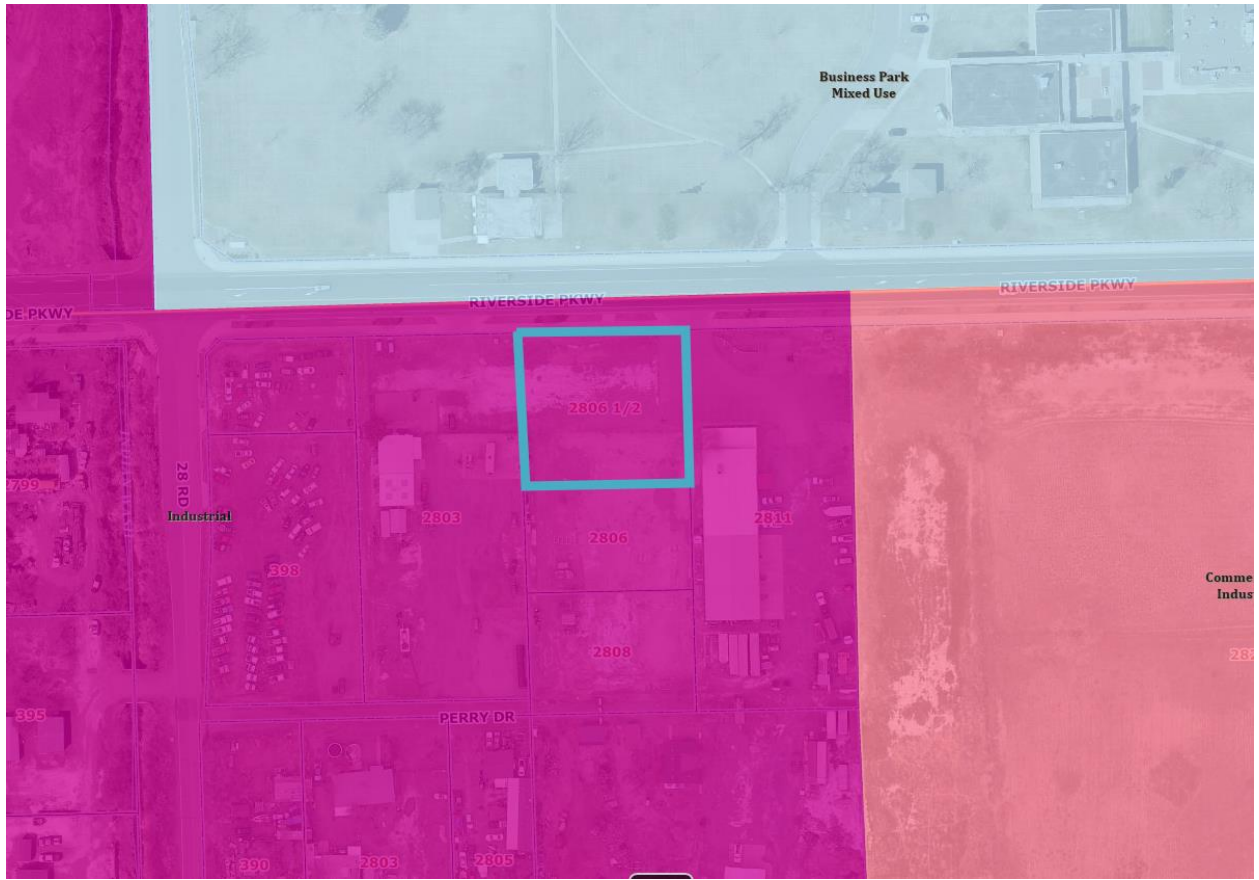 Business Park
Mixed Use
RIVERSIDE PKWY
RIVERSIDE PKWY
DE PKWY
2806 1/2
2799
28 RD
Industrial
2803
2811
2806
398
Comme
Indus
2808
282
395
PERRY DR
390
2803
2805